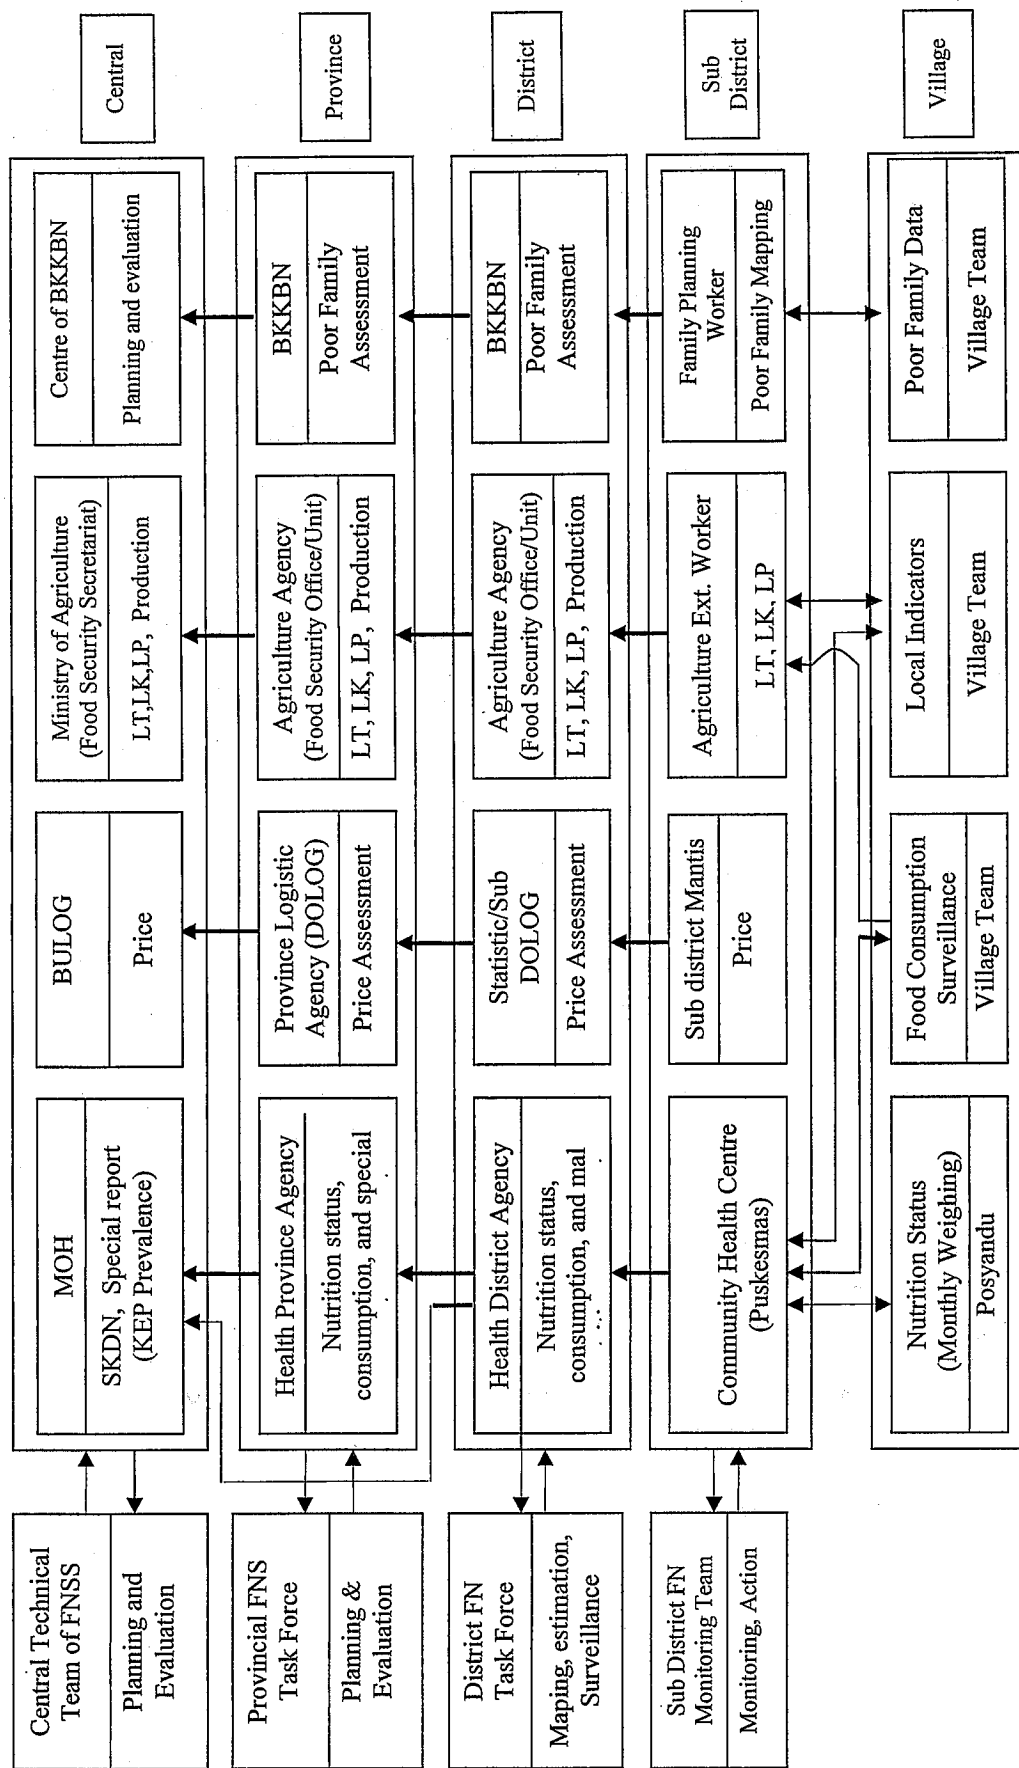 Central Technical
Team of FNSS
Planning and
Evaluation
MOH
SKDN, Special report
(KEP Prevalence)
BULOG
Price
Ministry of Agriculture
(Food Security Secretariat)
LT,LK,LP, Production
Centre of BKKBN
Planning and evaluation
Central
Provincial FNS
Task Force
Planning &
Evaluation
Health Province Agency
Nutrition status,
consumption, and special
Province Logistic
Agency (DOLOG)
Price Assessment
Agriculture Agency
(Food Security Office/Unit)
LT, LK, LP, Production
BKKBN
Poor Family
Assessment
Province
District FN
Task Force
Maping, estimation,
Surveillance
Health District Agency
Nutrition status,
consumption, and mal
Statistic/Sub
DOLOG
Price Assessment
Agriculture Agency
(Food Security Office/Unit)
LT, LK, LP, Production
BKKBN
Poor Family
Assessment
District
Sub District FN
Monitoring Team
Monitoring, Action
Community Health Centre
(Puskesmas)
Sub district Mantis
Price
Agriculture Ext. Worker
LT, LK, LP
Family Planning
Worker
Poor Family Mapping
Sub
District
Nutrition Status
(Monthly Weighing)
Posyandu
Food Consumption
Surveillance
Village Team
Local Indicators
Village Team
Poor Family Data
Village Team
Village